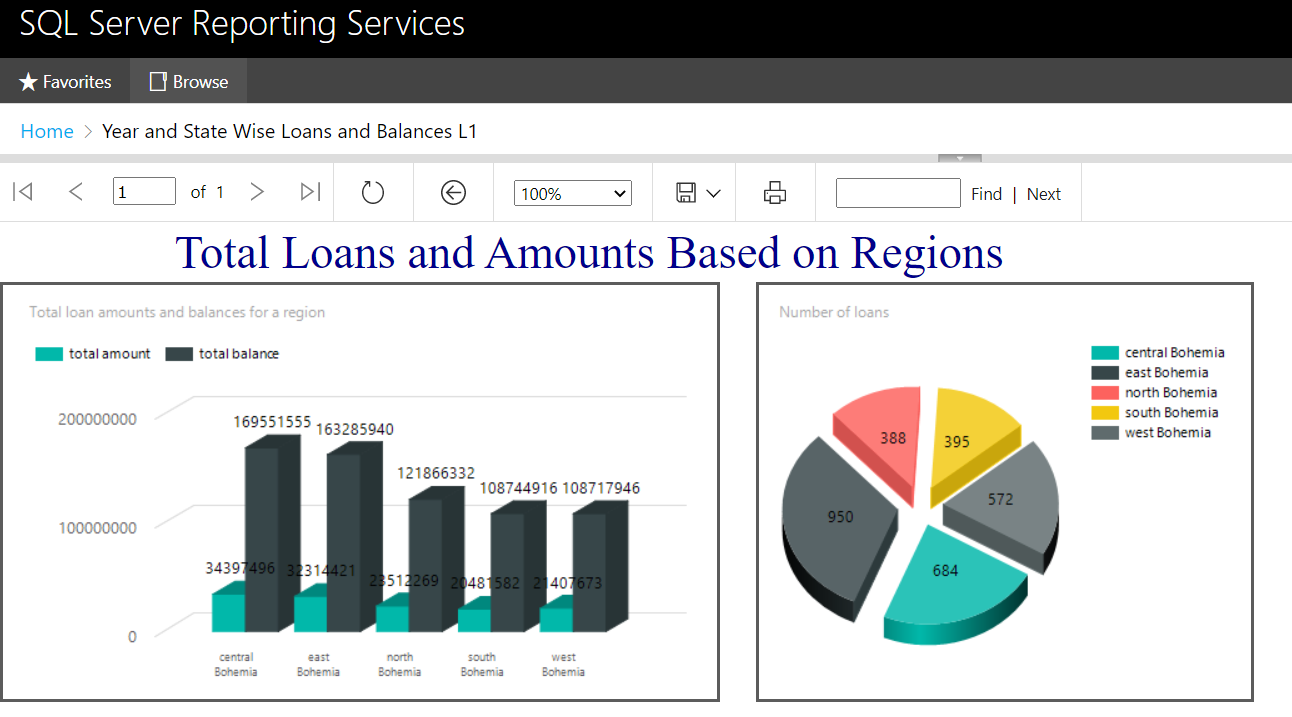 SQL Server Reporting Services
Favorites Browse
Home > Year and State Wise Loans and Balances L1
1 of 1 100% Find | Next
Total Loans and Amounts Based on Regions
Total loan amounts and balances for a region
total amount total balance
200000000
100000000
0
169551555 163285940
121866332
108744916 108717946
34397496 32314421 23512269 20481582 21407673
central Bohemia
east Bohemia
north Bohemia
south Bohemia
west Bohemia
Number of loans
central Bohemia
east Bohemia
north Bohemia
south Bohemia
west Bohemia
388
395
572
950
684